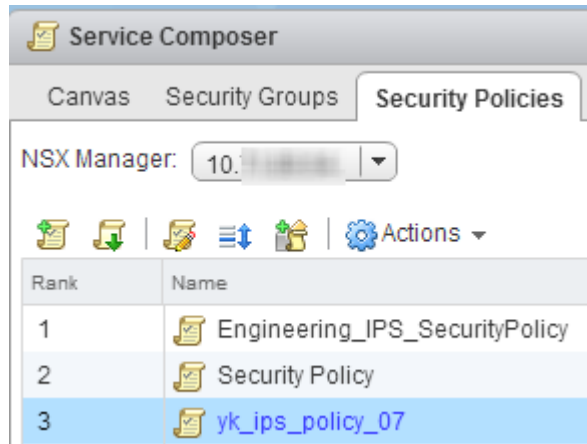 Service Composer
Canvas Security Groups Security Policies
NSX Manager: 10.
Actions
Rank Name
1 Engineering_IPS_SecurityPolicy
2 Security Policy
3 yk_ips_policy_07